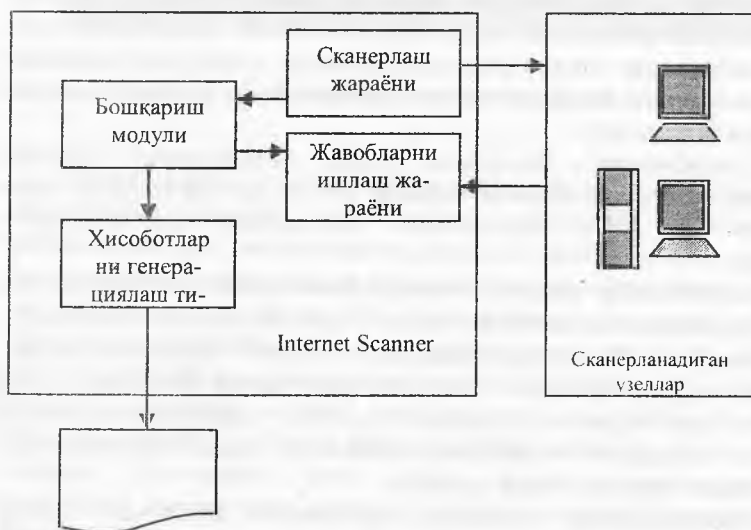 Сканерлаш
жараёни
Бошқариш
модули
Жавобларни
ишлаш жа-
раёни
Ҳисоботлар
ни генера-
циялаш ти-
Internet Scanner
Сканерланадиган
узеллар